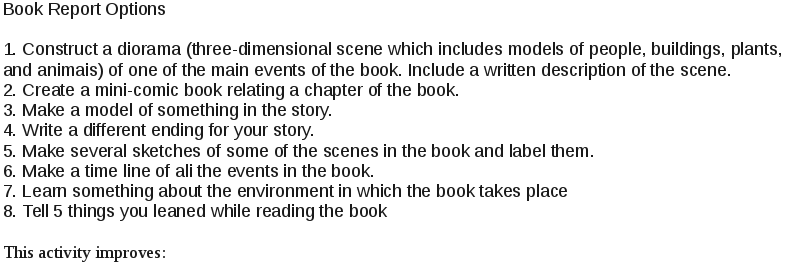 Book Report Options
1. Construct a diorama (three-dimensional scene which includes models of people, buildings, plants,
and animais) of one of the main events of the book. Include a written description of the scene.
2. Create a mini-comic book relating a chapter of the book.
3. Make a model of something in the story.
4. Write a different ending for your story.
5. Make several sketches of some of the scenes in the book and label them.
6. Make a time line of ali the events in the book.
7. Learn something about the environment in which the book takes place
8. Tell 5 things you leaned while reading the book
This activity improves: